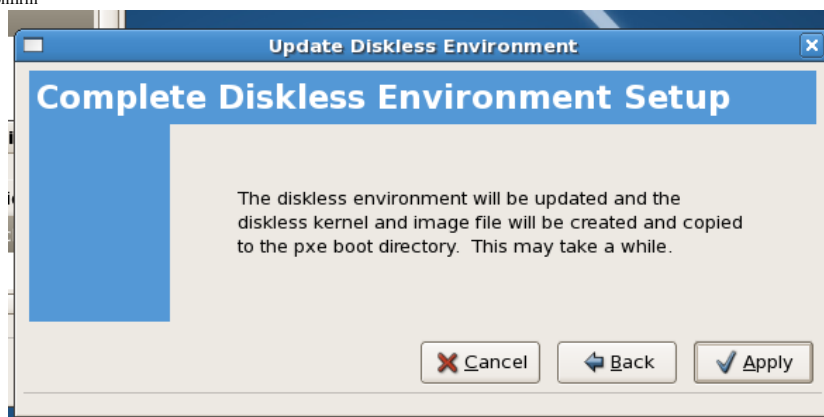 Update Diskless Environment
Complete Diskless Environment Setup
The diskless environment will be updated and the
diskless kernel and image file will be created and copied
to the pxe boot directory.  This may take a while.
Cancel
Back
Apply